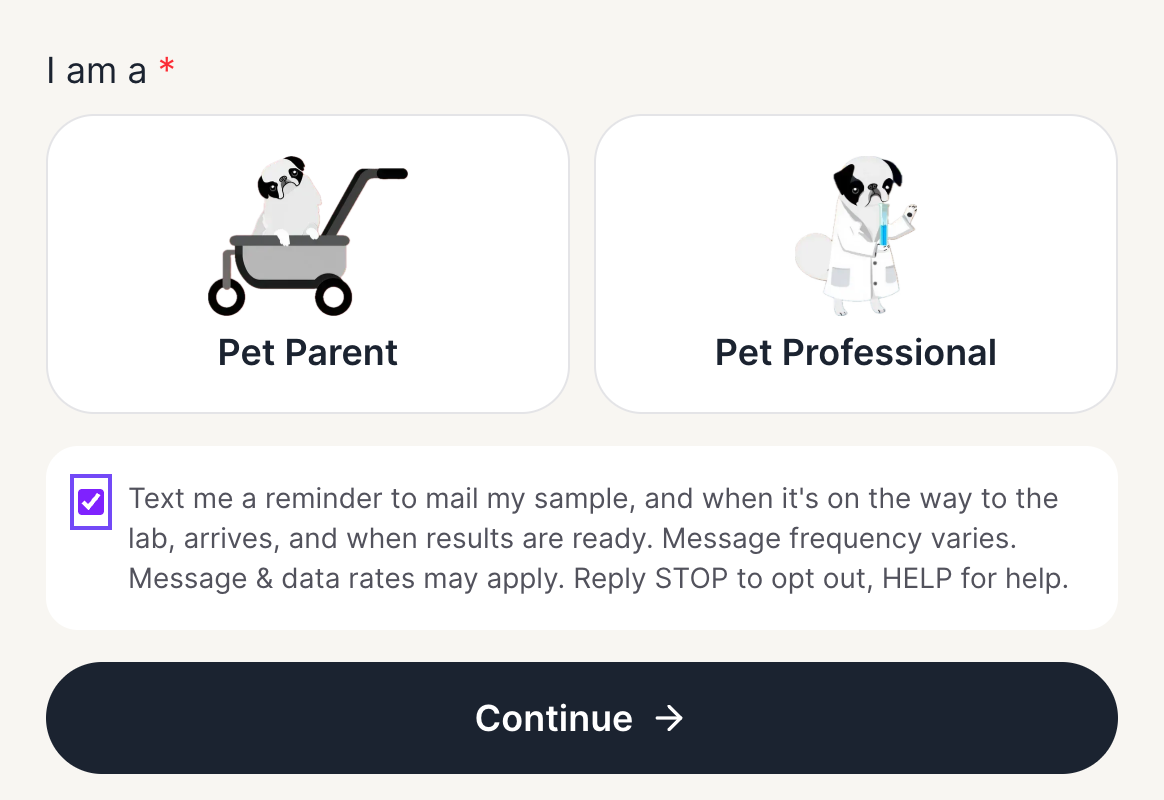 I am a *
Pet Parent
Pet Professional
Text me a reminder to mail my sample, and when it's on the way to the
lab, arrives, and when results are ready. Message frequency varies.
Message & data rates may apply. Reply STOP to opt out, HELP for help.
Continue →